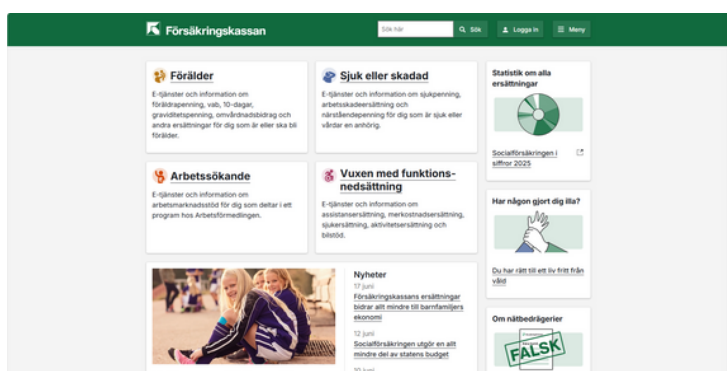 Försäkringskassan
Sök här
Sök
Logga in
Meny
Förälder
E-tjänster och information om
föräldrapenning, vab, 10-dagar,
graviditetspenning, omvårdnadsbidrag och
andra ersättningar för dig som är eller ska bli
förälder.
Sjuk eller skadad
E-tjänster och information om sjukpenning,
arbetsskadeersättning och
närståendepenning för dig som är sjuk eller
vårdar en anhörig.
Arbetssökande
E-tjänster och information om
arbetsmarknadsstöd för dig som deltar i ett
program hos Arbetsförmedlingen.
Vuxen med funktions-
nedsättning
E-tjänster och information om
assistansersättning, merkostnadsersättning,
sjukersättning, aktivitetsersättning och
bilstöd.
Nyheter
17 juni
Försäkringskassans ersättningar
bidrar allt mindre till barnfamiljers
ekonomi
12 juni
Socialförsäkringen utgör en allt
mindre del av statens budget
10 juni
Statistik om alla
ersättningar
Socialförsäkringen i
siffror 2025
Har någon gjort dig illa?
Du har rätt till ett liv fritt från
våld
Om nätbedrägerier
FALSK